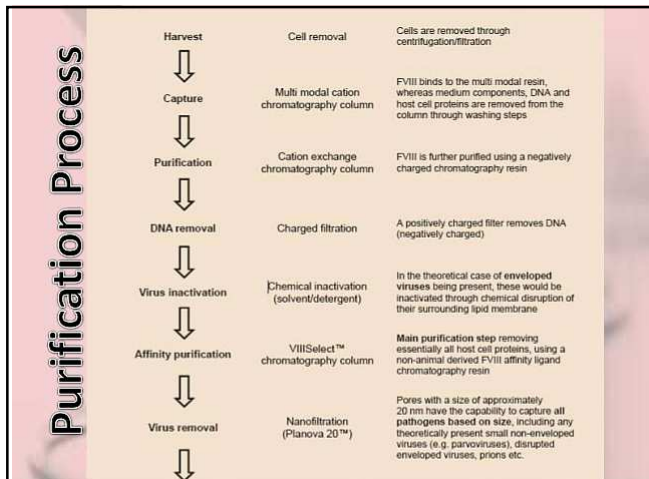 Purification Process
Harvest
Cell removal
Cells are removed through
centrifugation/filtration
Capture
Multi modal cation
chromatography column
FVIII binds to the multi modal resin,
whereas medium components, DNA and
host cell proteins are removed from the
column through washing steps
Purification
Cation exchange
chromatography column
FVIII is further purified using a negatively
charged chromatography resin
DNA removal
Charged filtration
A positively charged filter removes DNA
(negatively charged)
Virus inactivation
Chemical inactivation
(solvent/detergent)
In the theoretical case of enveloped
viruses being present, these would be
inactivated through chemical disruption of
their surrounding lipid membrane
Affinity purification
VIIISelect™
chromatography column
Main purification step removing
essentially all host cell proteins, using a
non-animal derived FVIII affinity ligand
chromatography resin
Virus removal
Nanofiltration
(Planova 20™)
Pores with a size of approximately
20 nm have the capability to capture all
pathogens based on size, including any
theoretically present small non-enveloped
viruses (e.g. parvoviruses), disrupted
enveloped viruses, prions etc.